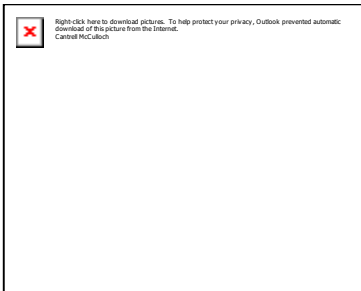 Right-click here to download pictures. To help protect your privacy, Outlook prevented automatic
download of this picture from the Internet.
Cantrell McCulloch